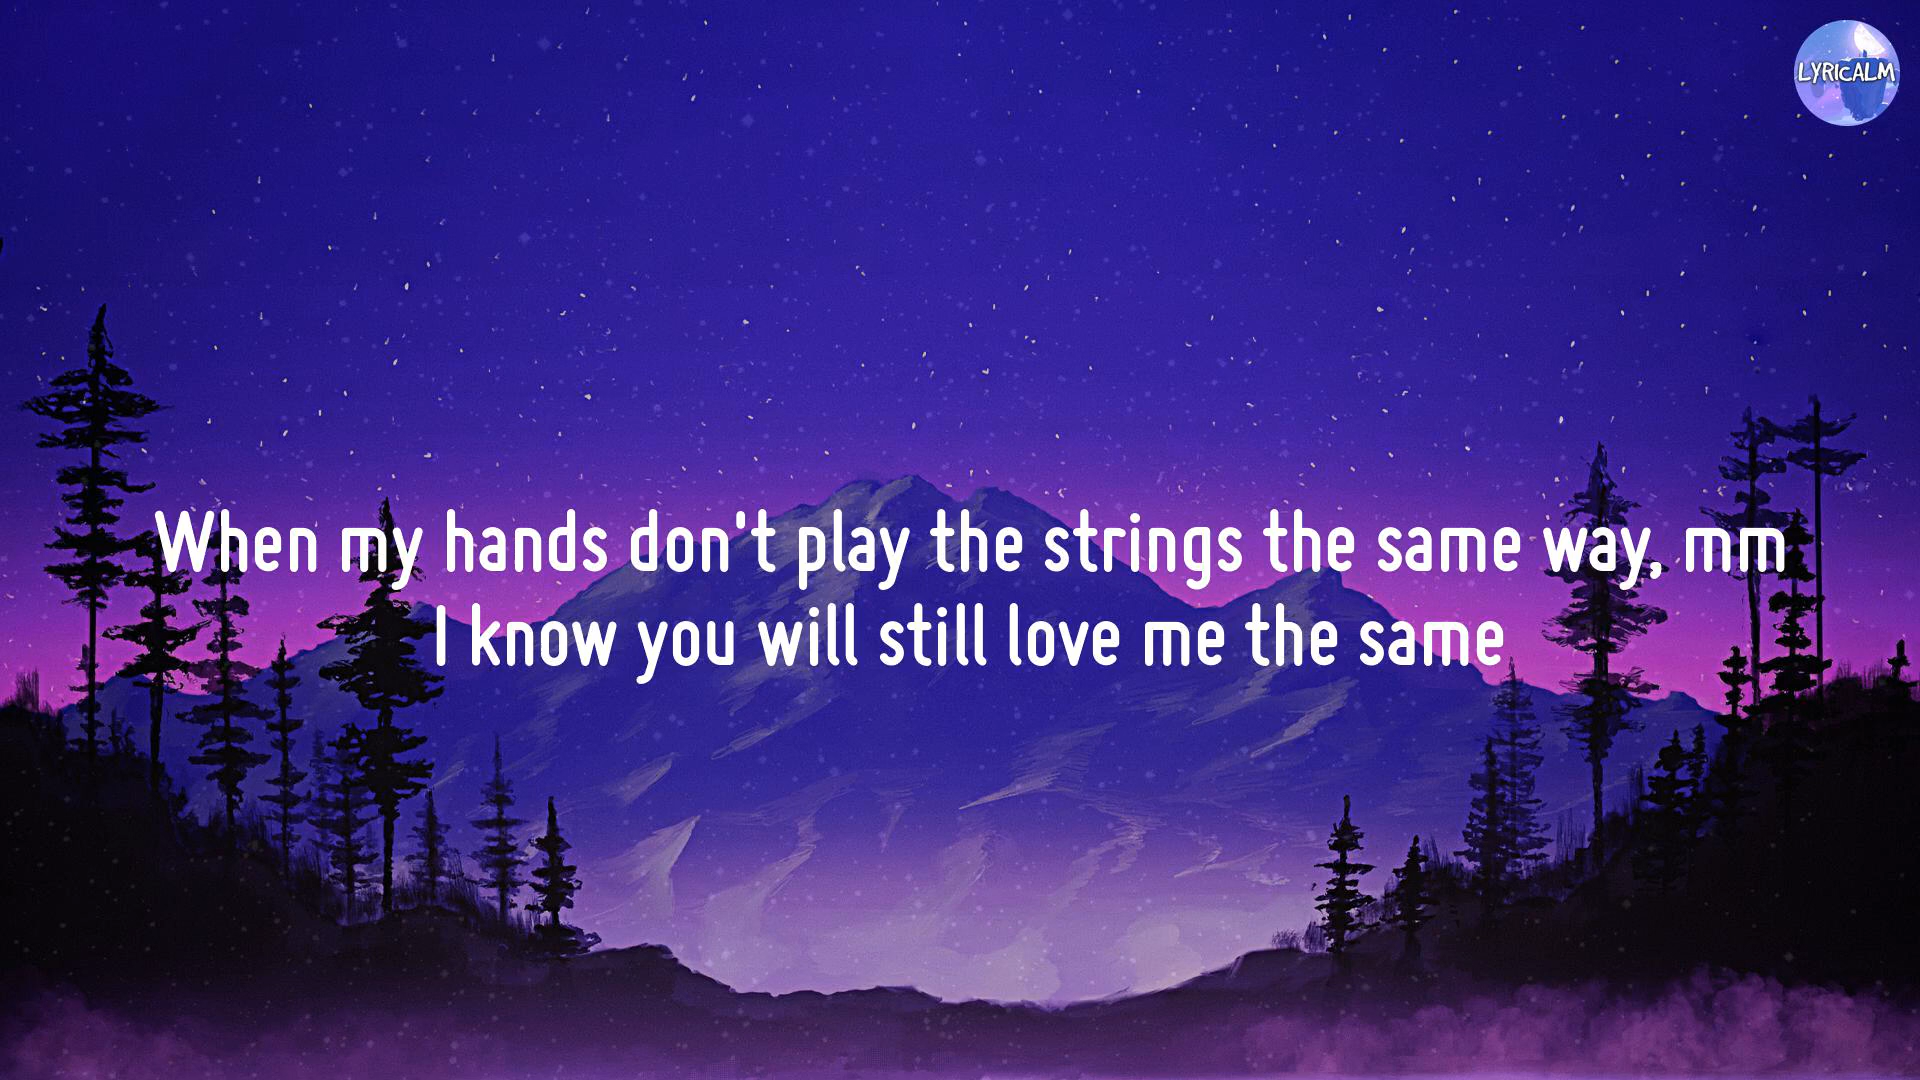 LYRICALM
When my hands don't play the strings the same way, mm
I know you will still love me the same